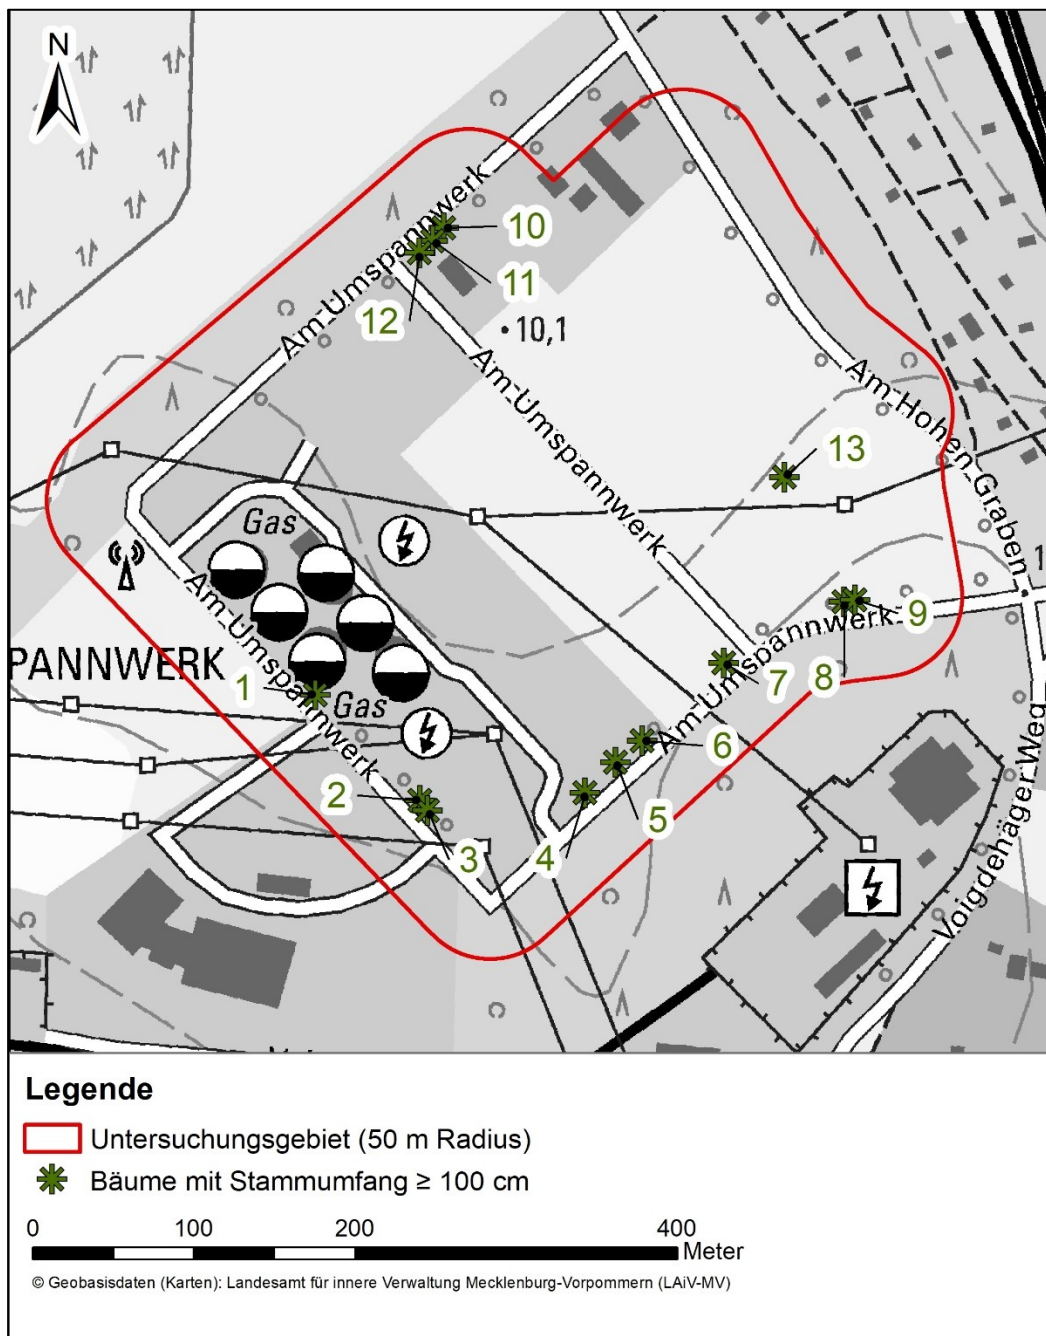 N
Am Umspannwerk
10
11
12
10,1
Am Umspannwerk
Am Hohen Graben
13
Gas
1
Am Umspannwerk
9
PANNWERK
1
Gas
Am Umspannwerk
7
8
6
2
5
3
4
Voigdehäger Weg
Legende
Untersuchungsgebiet (50 m Radius)
Bäume mit Stammumfang ≥ 100 cm
0 100 200 400
Meter
© Geobasisdaten (Karten): Landesamt für innere Verwaltung Mecklenburg-Vorpommern (LAiV-MV)